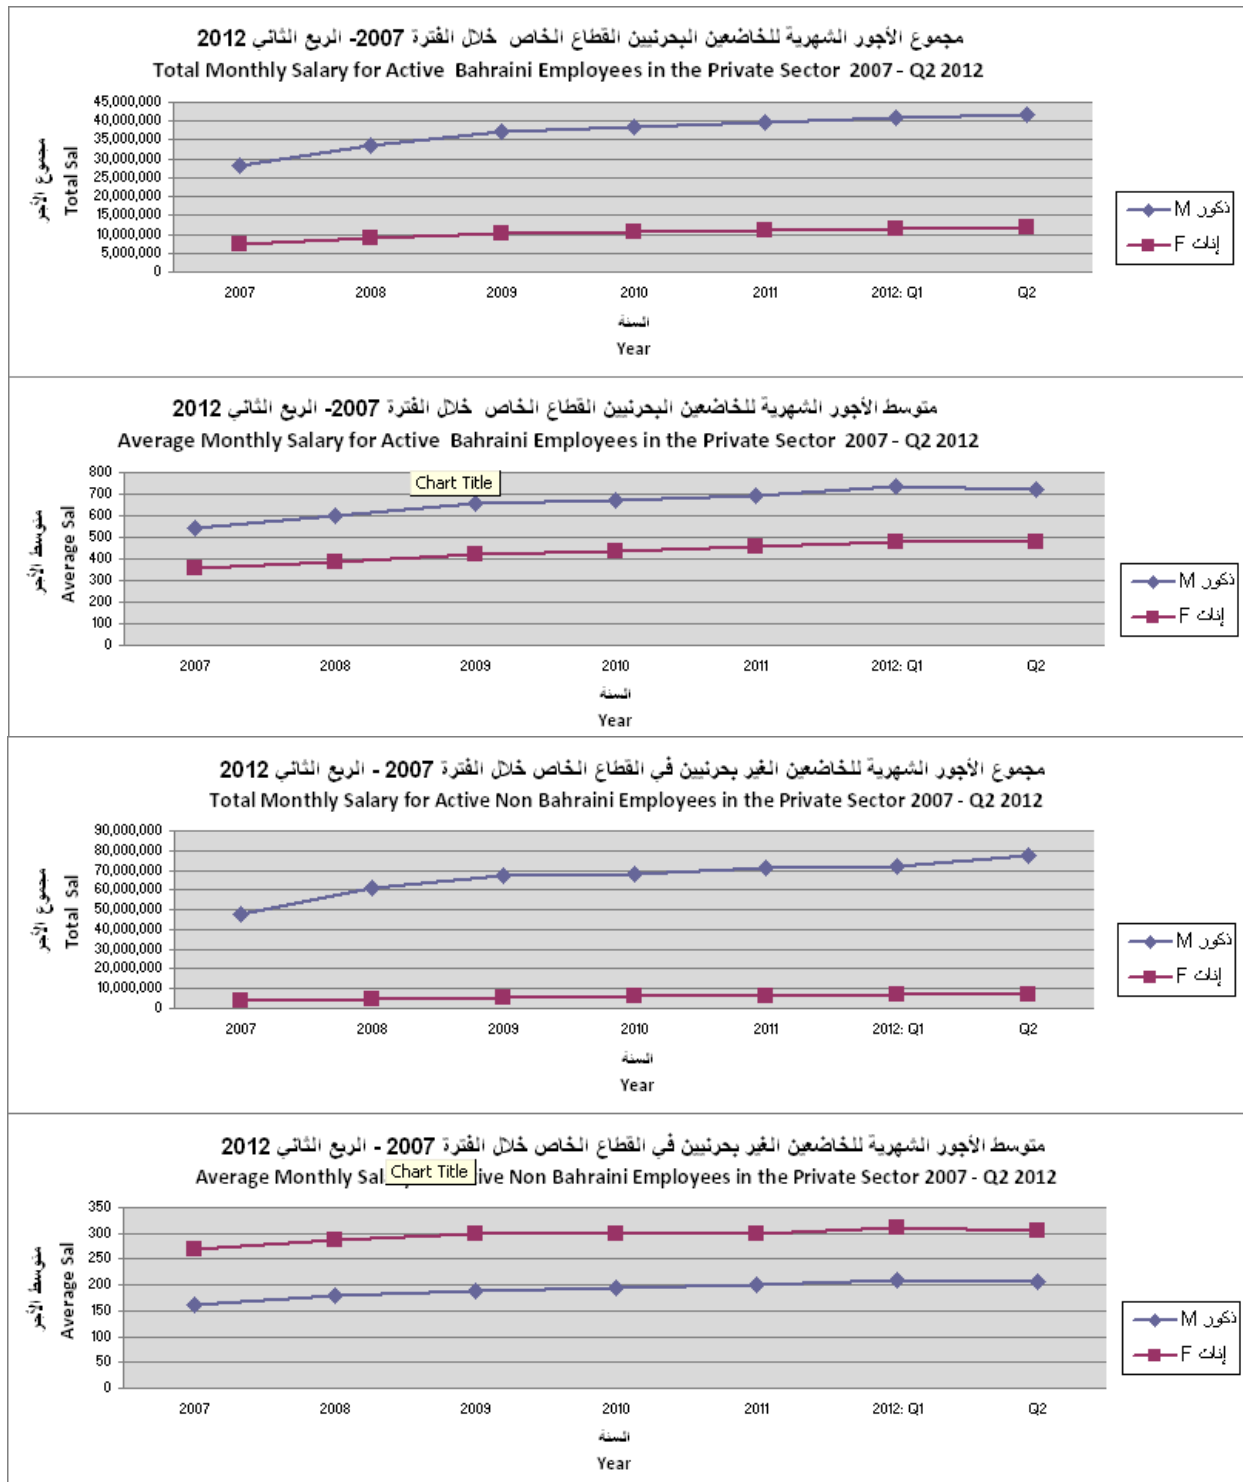 مجموع الأجور الشهرية للخاضعين البحرنيين القطاع الخاص خلال الفترة 2007- الربع الثاني 2012
Total Monthly Salary for Active Bahraini Employees in the Private Sector 2007 - Q2 2012
مجموع الأجر
Total Sal
45,000,000
40,000,000
35,000,000
30,000,000
25,000,000
20,000,000
15,000,000
10,000,000
5,000,000
0
2007 2008 2009 2010 2011 2012: Q1 Q2
السنة
Year
ذكور M
إناث F
متوسط الأجور الشهرية للخاضعين البحرنيين القطاع الخاص خلال الفترة 2007- الربع الثاني 2012
Average Monthly Salary for Active Bahraini Employees in the Private Sector 2007 - Q2 2012
Chart Title
متوسط الأجر
Average Sal
800
700
600
500
400
300
200
100
0
2007 2008 2009 2010 2011 2012: Q1 Q2
السنة
Year
ذكور M
إناث F
مجموع الأجور الشهرية للخاضعين الغير بحرنيين في القطاع الخاص خلال الفترة 2007 - الربع الثاني 2012
Total Monthly Salary for Active Non Bahraini Employees in the Private Sector 2007 - Q2 2012
مجموع الأجر
Total Sal
90,000,000
80,000,000
70,000,000
60,000,000
50,000,000
40,000,000
30,000,000
20,000,000
10,000,000
0
2007 2008 2009 2010 2011 2012: Q1 Q2
السنة
Year
ذكور M
إناث F
متوسط الأجور الشهرية للخاضعين الغير بحرنيين في القطاع الخاص خلال الفترة 2007 - الربع الثاني 2012
Average Monthly Sal ive Non Bahraini Employees in the Private Sector 2007 - Q2 2012
Chart Title
متوسط الأجر
Average Sal
350
300
250
200
150
100
50
0
2007 2008 2009 2010 2011 2012: Q1 Q2
السنة
Year
ذكور M
إناث F